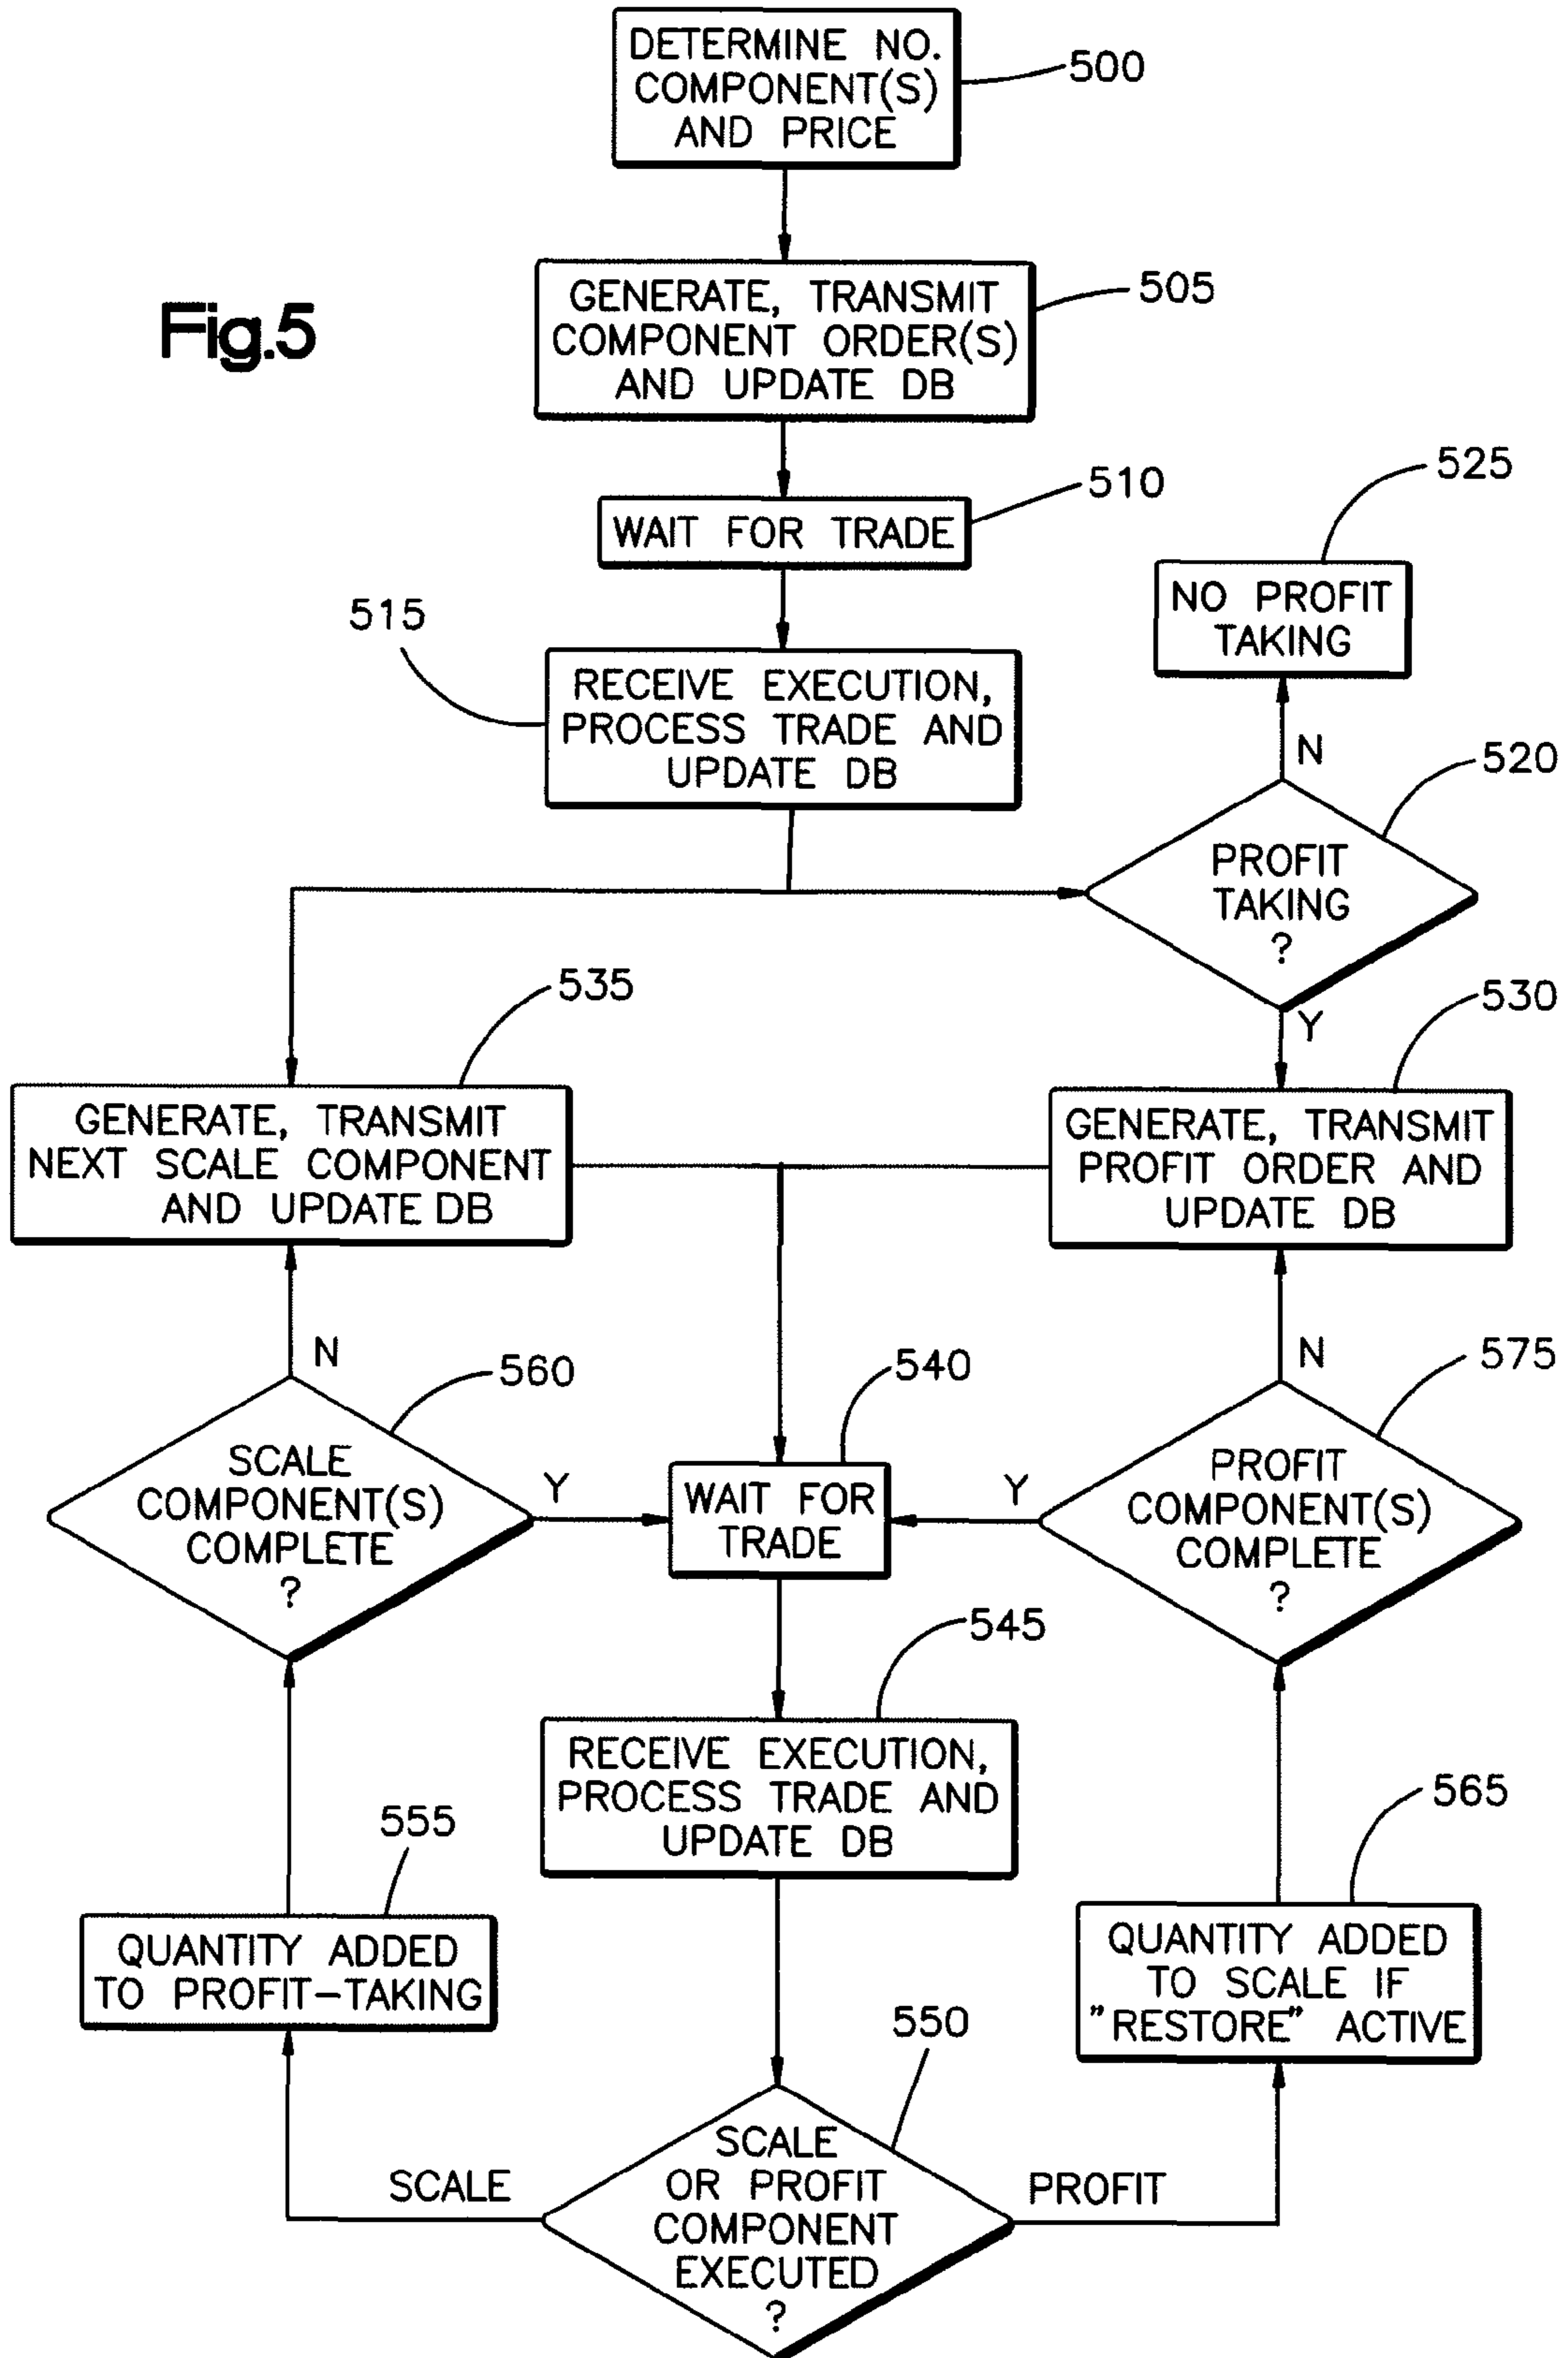 DETERMINE NO.
COMPONENT(S)
AND PRICE
500
Fig.5
GENERATE, TRANSMIT
COMPONENT ORDER(S)
AND UPDATE DB
505
WAIT FOR TRADE
510
525
NO PROFIT
TAKING
515
RECEIVE EXECUTION,
PROCESS TRADE AND
UPDATE DB
N
520
PROFIT
TAKING
?
Y
535
530
GENERATE, TRANSMIT
NEXT SCALE COMPONENT
AND UPDATE DB
GENERATE, TRANSMIT
PROFIT ORDER AND
UPDATE DB
N
560
540
N
575
SCALE
COMPONENT(S)
COMPLETE
?
Y
WAIT FOR
TRADE
Y
PROFIT
COMPONENT(S)
COMPLETE
?
545
RECEIVE EXECUTION,
PROCESS TRADE AND
UPDATE DB
555
565
QUANTITY ADDED
TO PROFIT-TAKING
QUANTITY ADDED
TO SCALE IF
"RESTORE" ACTIVE
550
SCALE
SCALE
OR PROFIT
COMPONENT
EXECUTED
?
PROFIT